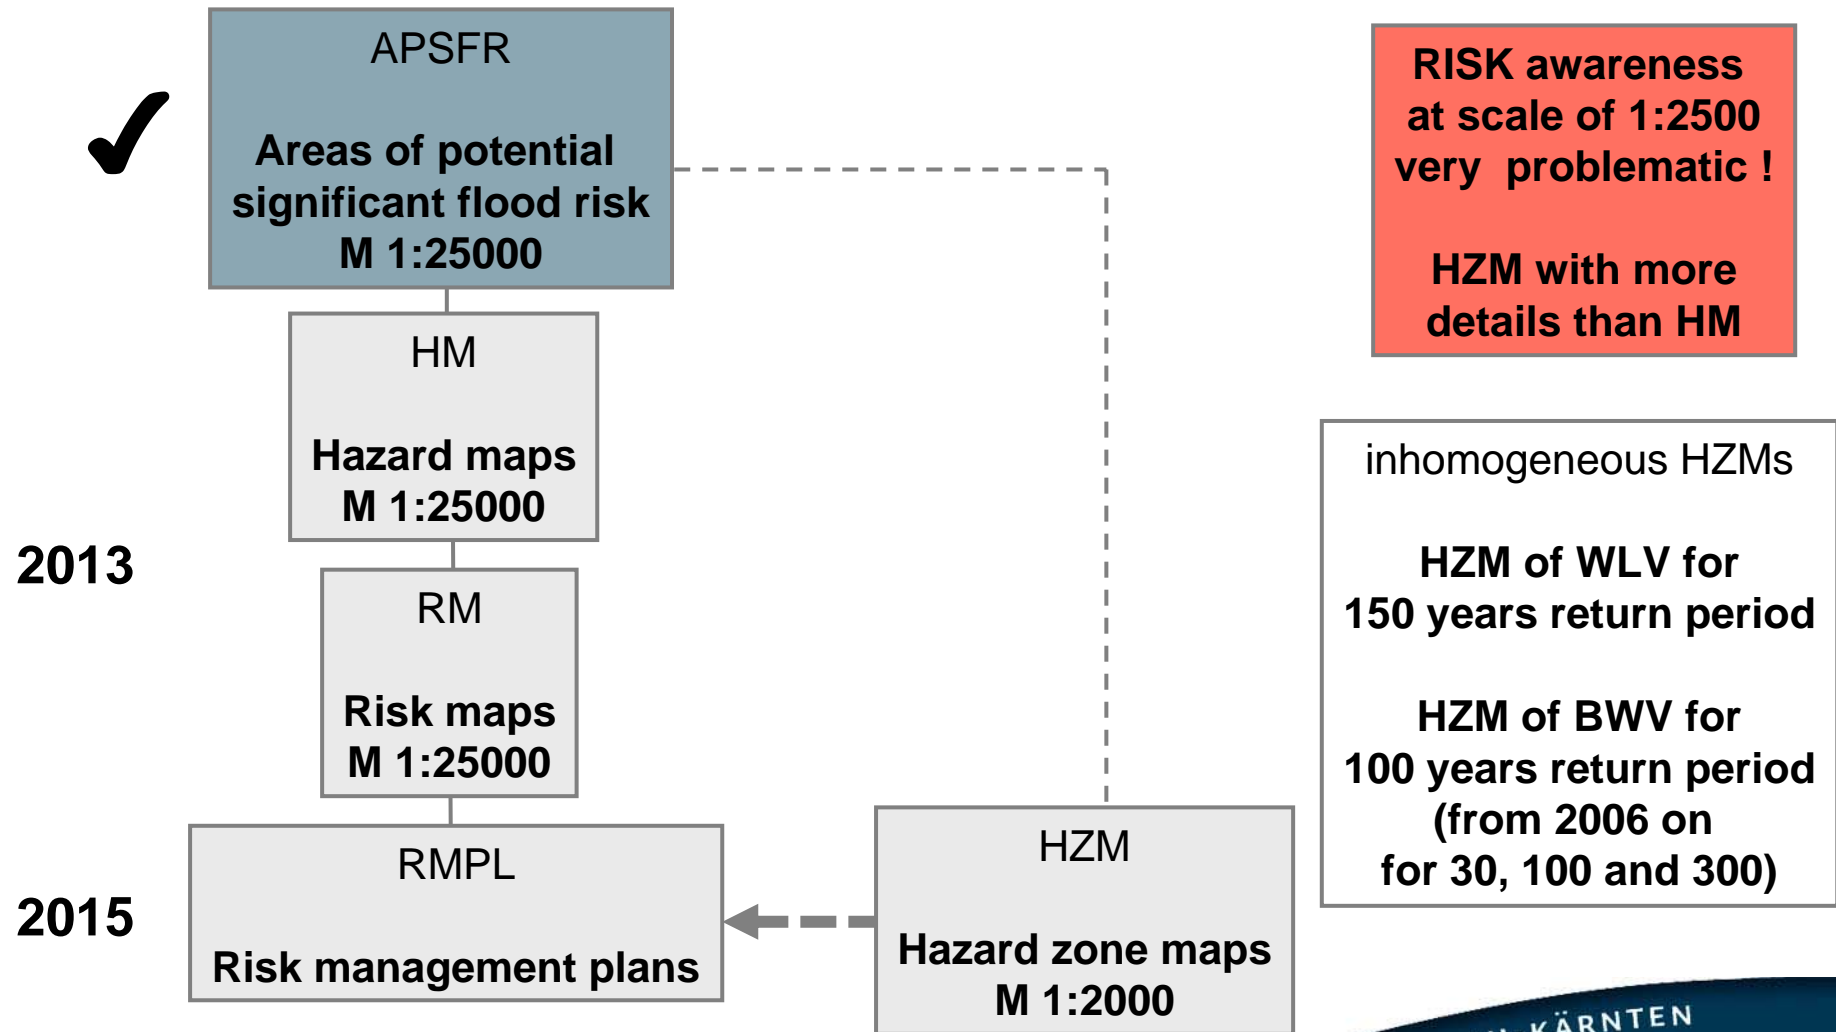 APSFR
Areas of potential
significant flood risk
M 1:25000
HM
Hazard maps
M 1:25000
2013
RM
Risk maps
M 1:25000
RMPL
Risk management plans
2015
HZM
Hazard zone maps
M 1:2000
RISK awareness
at scale of 1:2500
very problematic !
HZM with more
details than HM
inhomogeneous HZMs
HZM of WLV for
150 years return period
HZM of BWV for
100 years return period
(from 2006 on
for 30, 100 and 300)
KÄRNTEN